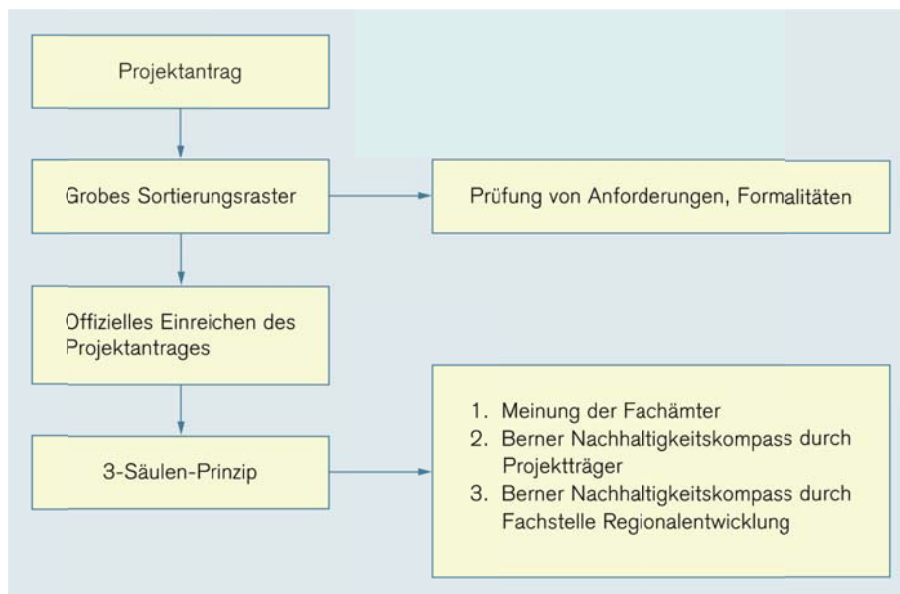 Projektantrag
Grobes Sortierungsraster
Prüfung von Anforderungen, Formalitäten
Offizielles Einreichen des
Projektantrages
3-Säulen-Prinzip
1. Meinung der Fachämter
2. Berner Nachhaltigkeitskompass durch
Projektträger
3. Berner Nachhaltigkeitskompass durch
Fachstelle Regionalentwicklung